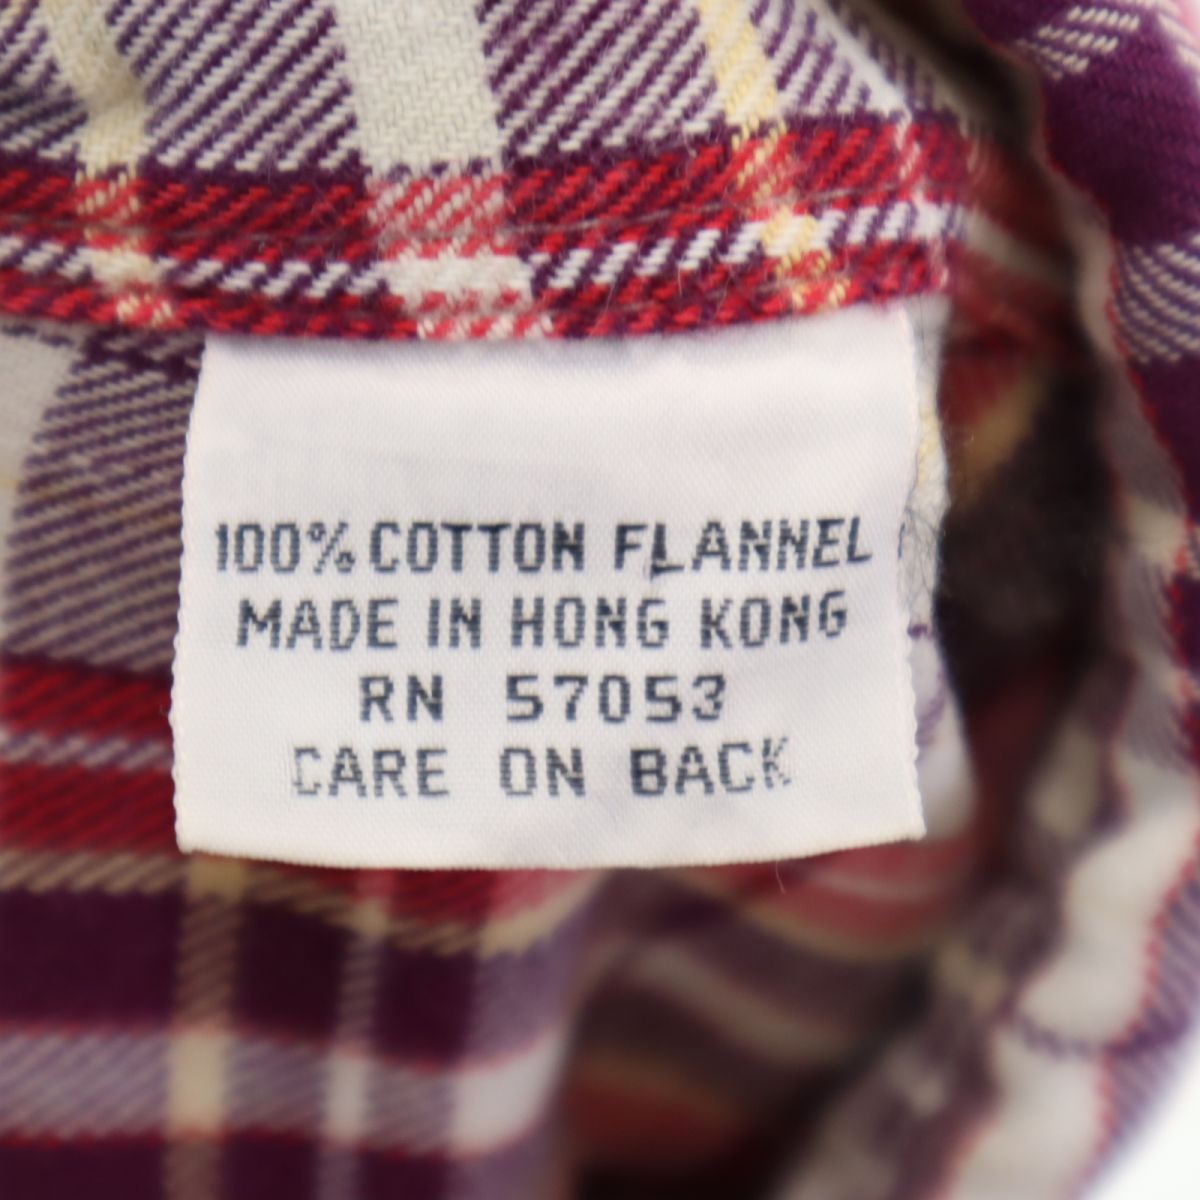 100% COTTON FLANNEL
MADE IN HONG KONG
RN 57053
CARE ON BACK